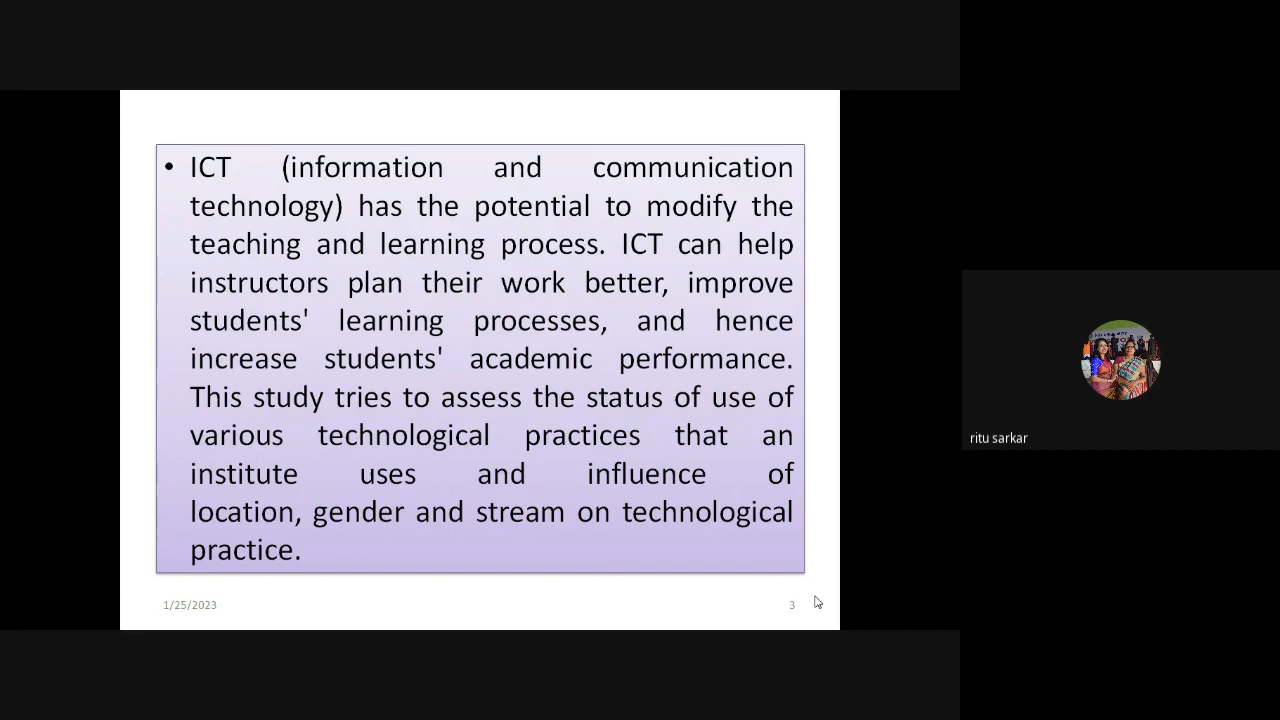 • ICT (information and communication
technology) has the potential to modify the
teaching and learning process. ICT can help
instructors plan their work better, improve
students' learning processes, and hence
increase students' academic performance.
This study tries to assess the status of use of
various technological practices that an
institute uses and influence of
location, gender and stream on technological
practice.
1/25/2023
3
ritu sarkar